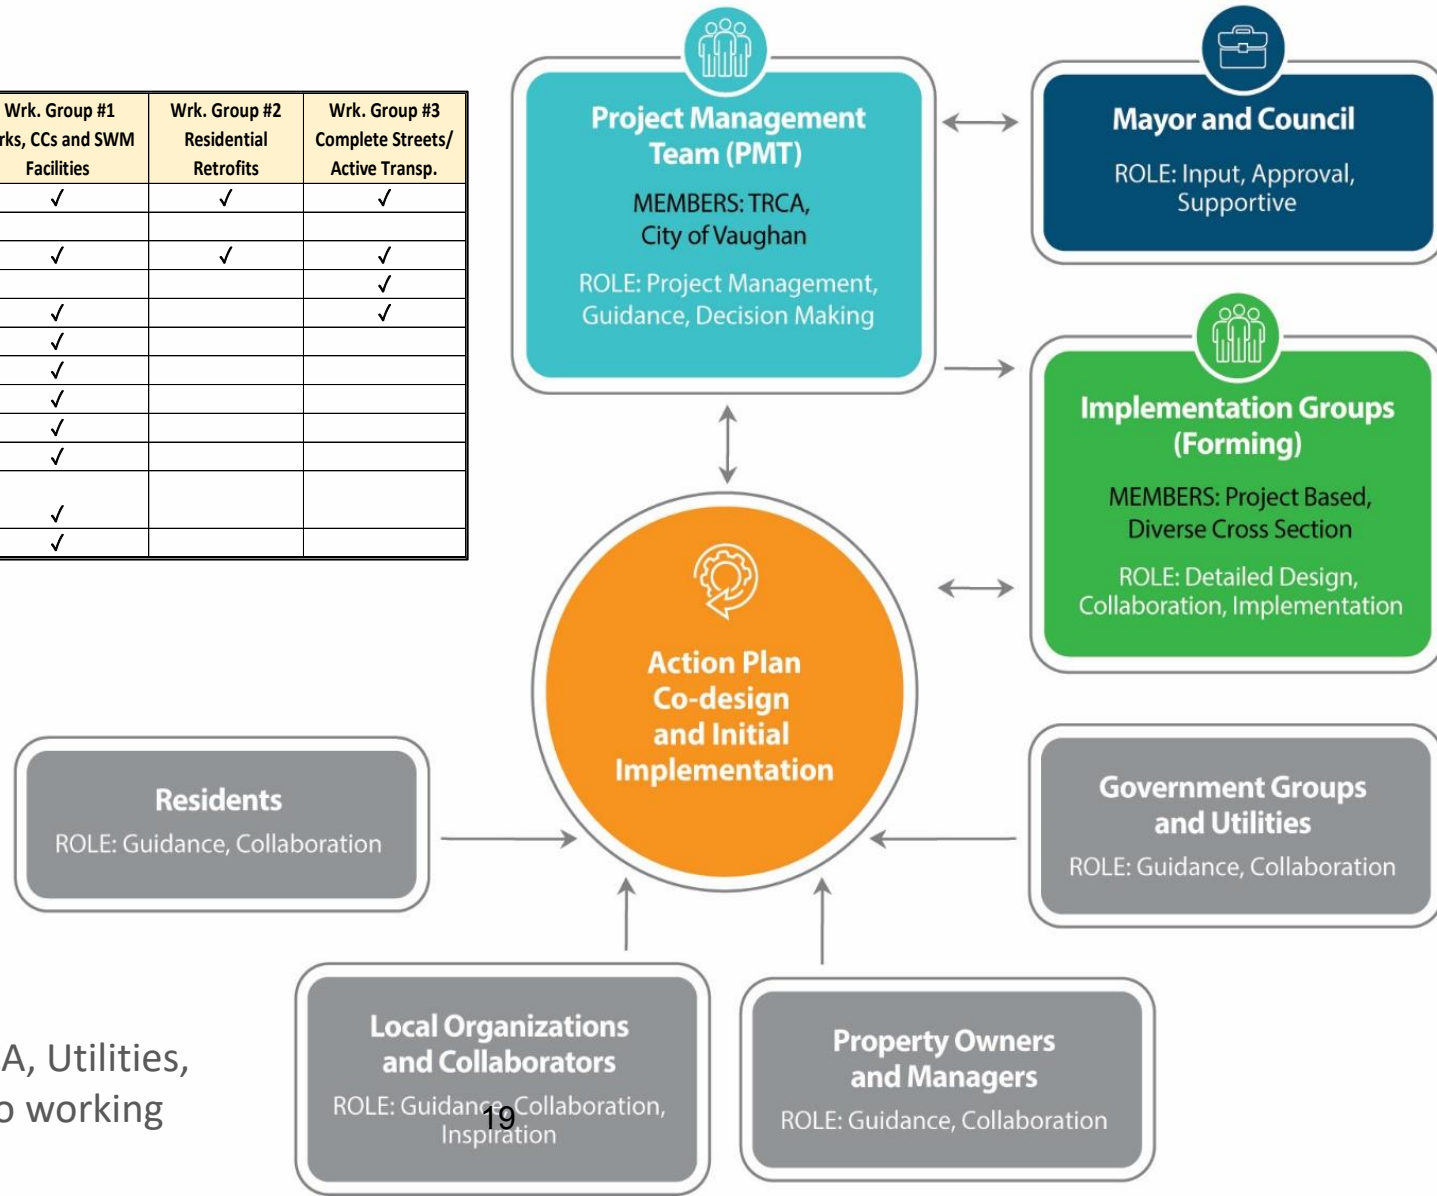 Wrk. Group #1
Wrk. Group #2
Wrk. Group #3
rks, CCs and SWM
Residential
Complete Streets/
Facilities
Retrofits
Active Transp.
✓ ✓ ✓
✓ ✓ ✓
✓
✓ ✓
✓
✓
✓
✓
✓
✓
✓
Project Management
Team (PMT)
MEMBERS: TRCA,
City of Vaughan
ROLE: Project Management,
Guidance, Decision Making
Mayor and Council
ROLE: Input, Approval,
Supportive
Implementation Groups
(Forming)
MEMBERS: Project Based,
Diverse Cross Section
ROLE: Detailed Design,
Collaboration, Implementation
Action Plan
Co-design
and Initial
Implementation
Residents
ROLE: Guidance, Collaboration
Government Groups
and Utilities
ROLE: Guidance, Collaboration
Local Organizations
and Collaborators
ROLE: Guidance, Collaboration,
Inspiration
19
Property Owners
and Managers
ROLE: Guidance, Collaboration
A, Utilities,
o working